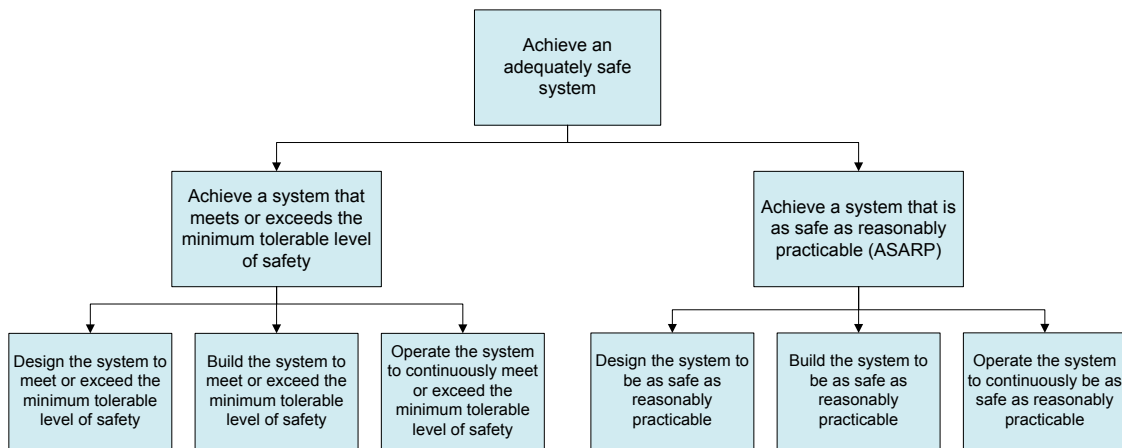 Achieve an
adequately safe
system
Achieve a system that
meets or exceeds the
minimum tolerable level
of safety
Achieve a system that is
as safe as reasonably
practicable (ASARP)
Design the system to
meet or exceed the
minimum tolerable
level of safety
Build the system to
meet or exceed the
minimum tolerable
level of safety
Operate the system
to continuously meet
or exceed the
minimum tolerable
level of safety
Design the system to
be as safe as
reasonably
practicable
Build the system to
be as safe as
reasonably
practicable
Operate the system
to continuously be as
safe as reasonably
practicable